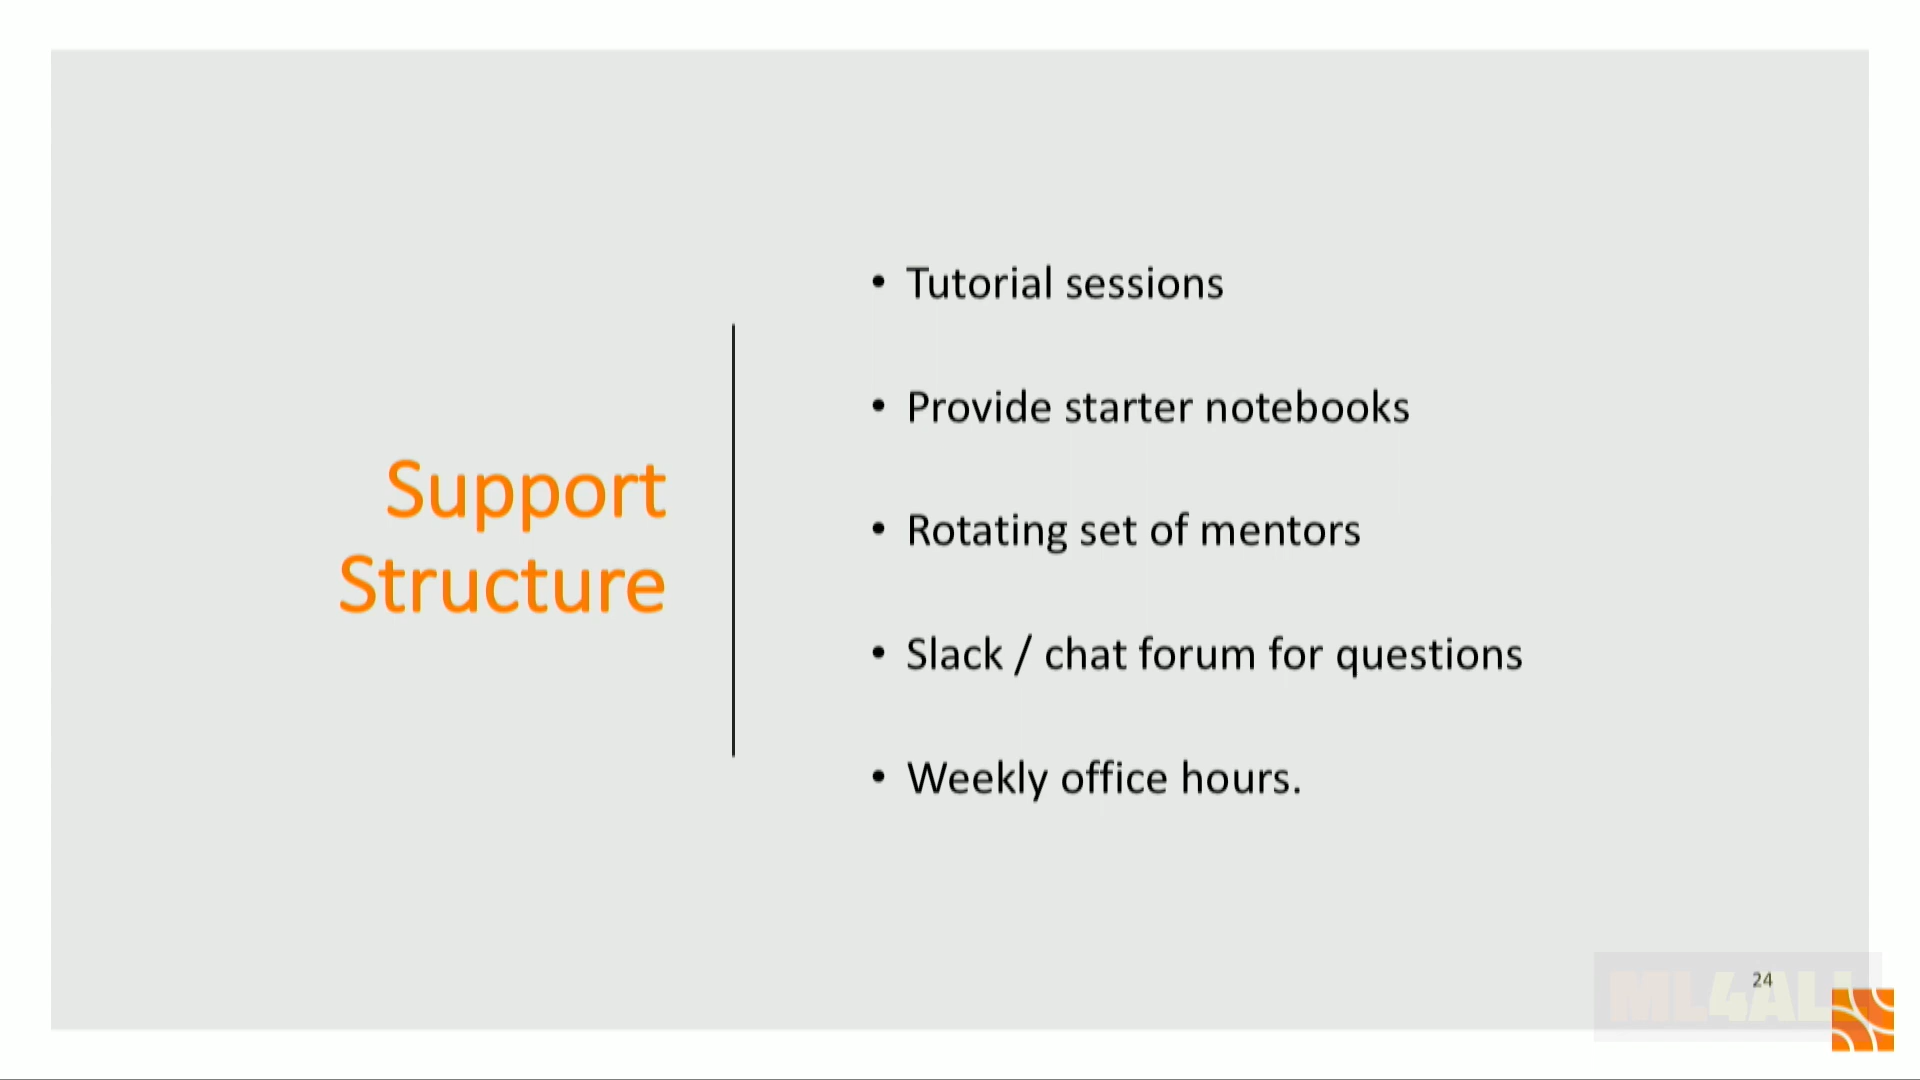 Support
Structure
• Tutorial sessions
• Provide starter notebooks
• Rotating set of mentors
• Slack / chat forum for questions
• Weekly office hours.
24
ML4ALL